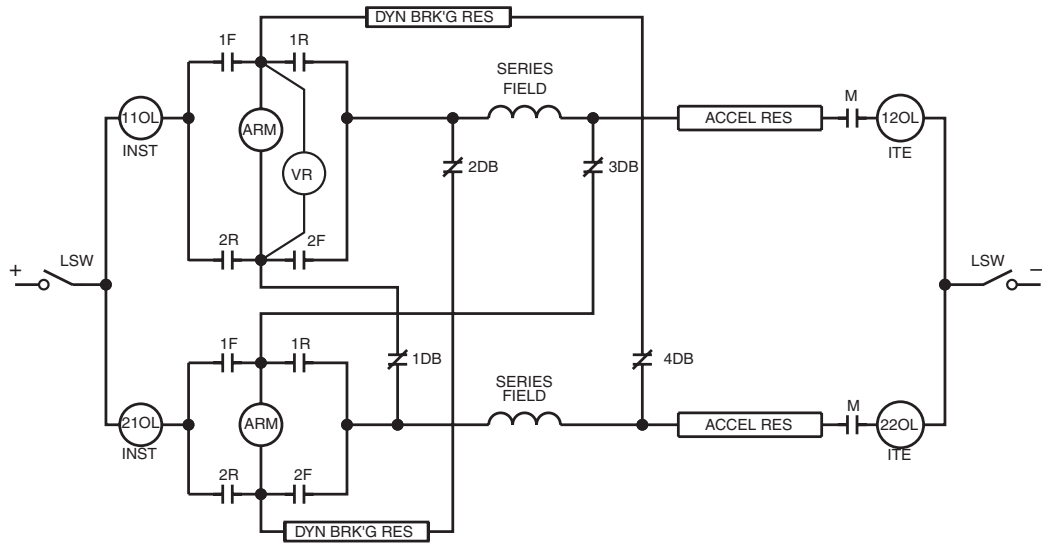 DYN BRK'G RES
1F
1R
SERIES
FIELD
M
11OL
ARM
ACCEL RES
12OL
INST
ITE
VR
2DB
3DB
2R
2F
+
LSW
LSW
−
1F
1R
1DB
4DB
SERIES
FIELD
M
21OL
ARM
ACCEL RES
22OL
INST
ITE
2R
2F
DYN BRK'G RES